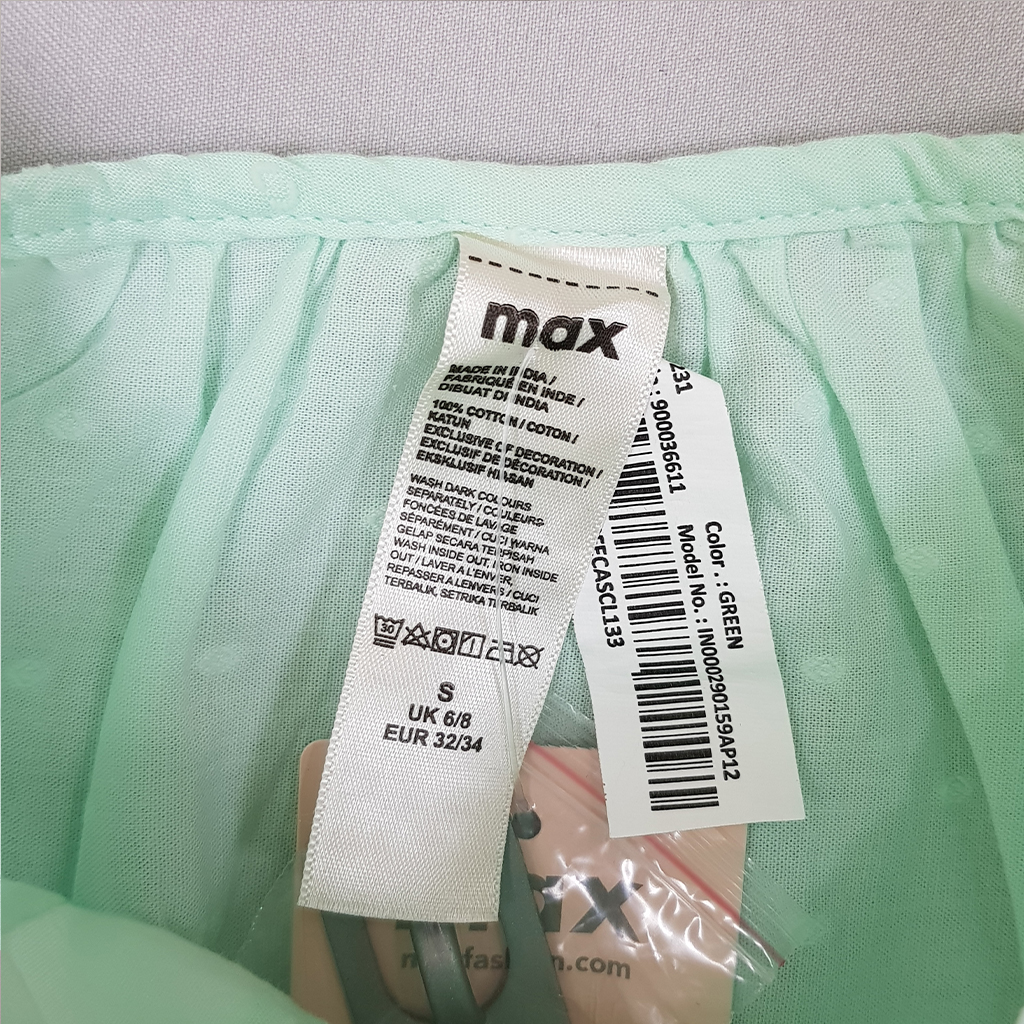 max
MADE IN INDIA /
FABRIQUÉ EN INDE /
DIBUAT DI INDIA
100% COTTON / COTON /
KATUN
EXCLUSIVE OF DECORATION /
EXCLUSIF DE DÉCORATION /
EKSKLUSIF HIASAN
WASH DARK COLOURS
SEPARATELY / COULEURS
FONCÉES DE LAVAGE
SÉPARÉMENT / CUCI WARNA
GELAP SECARA TERPISAH
WASH INSIDE OUT, IRON INSIDE
OUT / LAVER A L'ENVER,
REPASSER A LENVERS / CUCI
TERBALIK, SETRIKA TERBALIK
30
S
UK 6/8
EUR 32/34
231
: 900036611
Color . : GREEN
Model No. : IN000290159AP12
FCASCL133
max
maxfashion.com